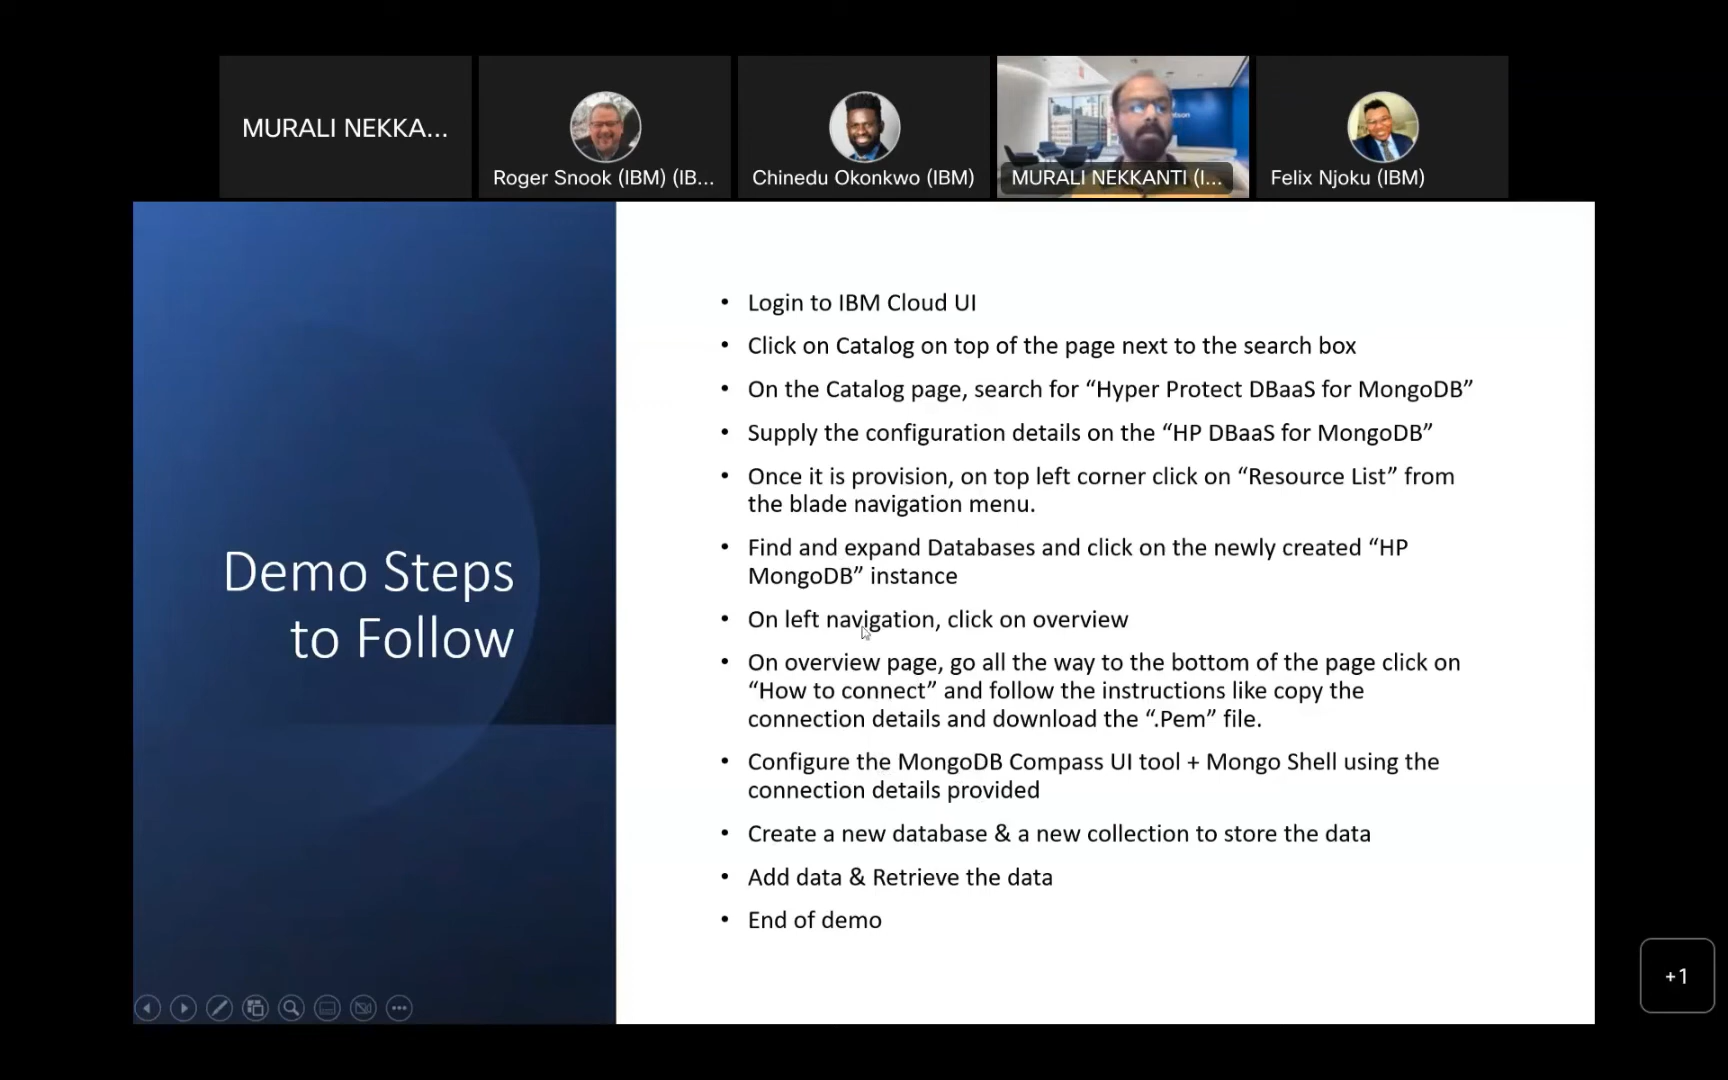 MURALI NEKKA...
Roger Snook (IBM) (IB...
Chinedu Okonkwo (IBM)
MURALI NEKKANTI (I...
Felix Njoku (IBM)
Demo Steps
to Follow
• Login to IBM Cloud UI
• Click on Catalog on top of the page next to the search box
• On the Catalog page, search for “Hyper Protect DBaaS for MongoDB”
• Supply the configuration details on the “HP DBaaS for MongoDB”
• Once it is provision, on top left corner click on “Resource List” from
the blade navigation menu.
• Find and expand Databases and click on the newly created “HP
MongoDB” instance
• On left navigation, click on overview
• On overview page, go all the way to the bottom of the page click on
“How to connect” and follow the instructions like copy the
connection details and download the “.Pem” file.
• Configure the MongoDB Compass UI tool + Mongo Shell using the
connection details provided
• Create a new database & a new collection to store the data
• Add data & Retrieve the data
• End of demo
+1